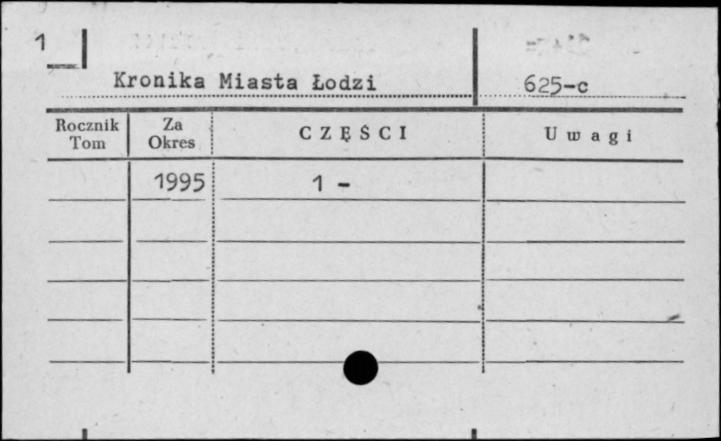 1
Kronika Miasta Łodzi 625-c
Rocznik Tom Za Okres CZĘŚCI Uwagi
1995 1 -